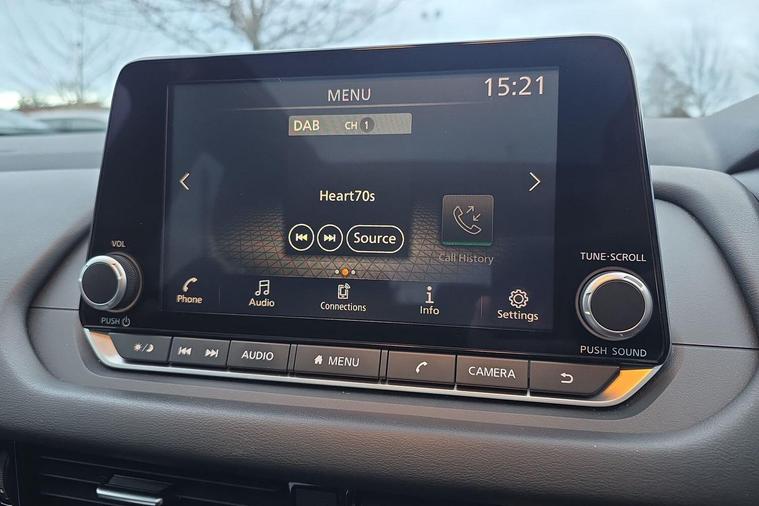 MENU
15:21
DAB CH 1
Heart70s
Source
Call History
Phone
Audio
Connections
Info
Settings
VOL
PUSH
TUNE·SCROLL
PUSH SOUND
AUDIO
MENU
CAMERA